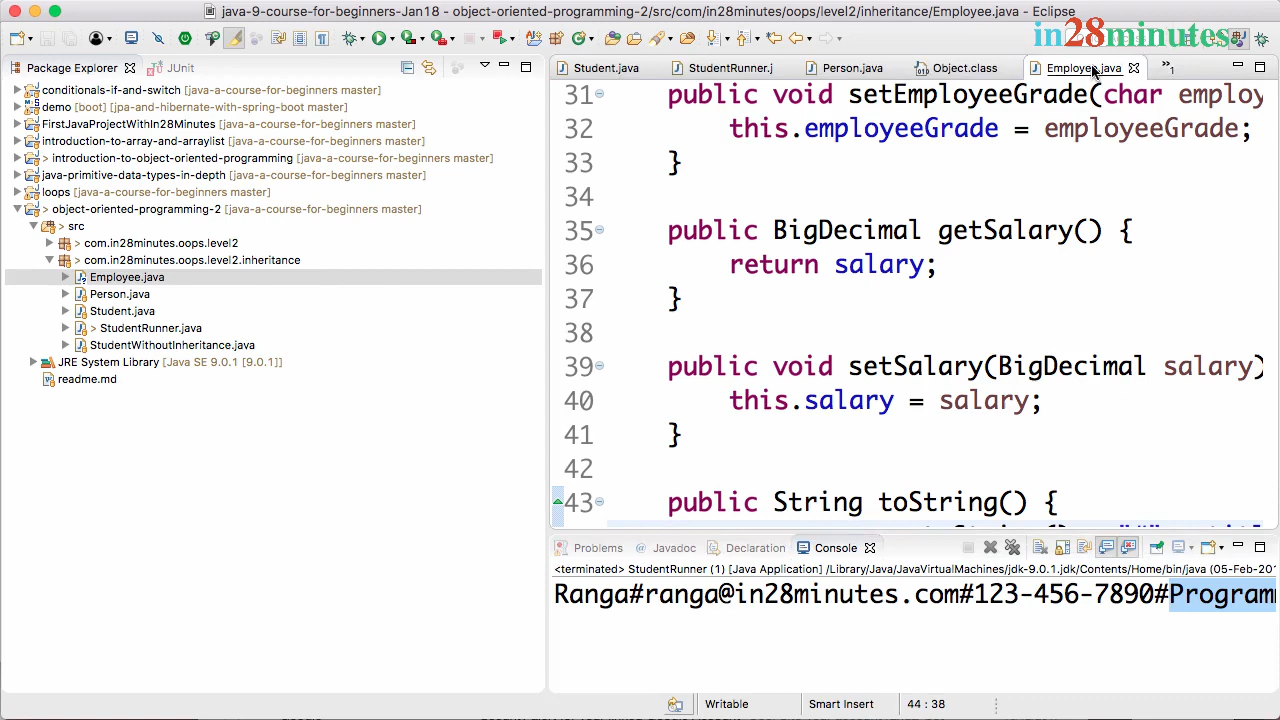 java-9-course-for-beginners-Jan18 - object-oriented-programming-2/src/com/in28minutes/oops/level2/inheritance/Employee.java - Eclipse
in28minutes
Package Explorer
JUnit
Student.java
StudentRunner.j
Person.java
Object.class
Employee.java
»1
conditionals-if-and-switch [java-a-course-for-beginners master]
demo [boot] [jpa-and-hibernate-with-spring-boot master]
FirstJavaProjectWithIn28Minutes [java-a-course-for-beginners master]
introduction-to-array-and-arraylist [java-a-course-for-beginners master]
> introduction-to-object-oriented-programming [java-a-course-for-beginners master]
java-primitive-data-types-in-depth [java-a-course-for-beginners master]
loops [java-a-course-for-beginners master]
> object-oriented-programming-2 [java-a-course-for-beginners master]
> src
> com.in28minutes.oops.level2
> com.in28minutes.oops.level2.inheritance
Employee.java
Person.java
Student.java
> StudentRunner.java
StudentWithoutInheritance.java
JRE System Library [Java SE 9.0.1 [9.0.1]]
readme.md
31 public void setEmployeeGrade(char employ
32 this.employeeGrade = employeeGrade;
33 }
34
35 public BigDecimal getSalary() {
36 return salary;
37 }
38
39 public void setSalary(BigDecimal salary)
40 this.salary = salary;
41 }
42
43 public String toString() {
Problems
Javadoc
Declaration
Console
<terminated> StudentRunner (1) [Java Application] /Library/Java/JavaVirtualMachines/jdk-9.0.1.jdk/Contents/Home/bin/java (05-Feb-201
Ranga#ranga@in28minutes.com#123-456-7890#Program
Writable
Smart Insert
44 : 38